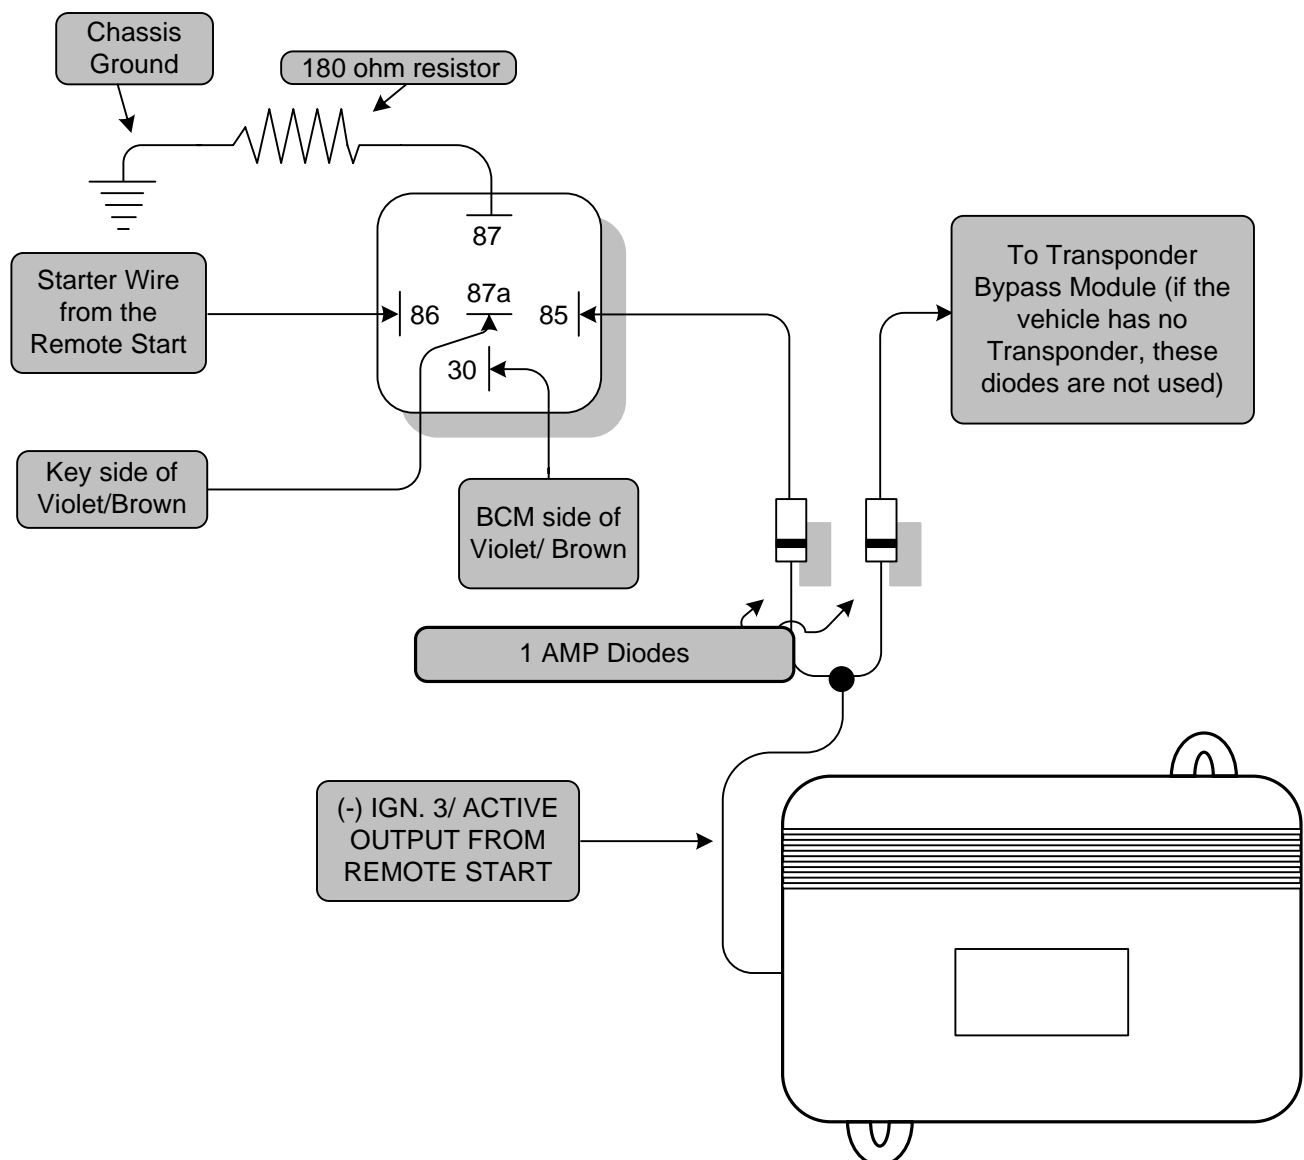 Chassis
Ground
180 ohm resistor
87
Starter Wire
from the
Remote Start
86
87a
85
30
To Transponder
Bypass Module (if the
vehicle has no
Transponder, these
diodes are not used)
Key side of
Violet/Brown
BCM side of
Violet/ Brown
1 AMP Diodes
(-) IGN. 3/ ACTIVE
OUTPUT FROM
REMOTE START